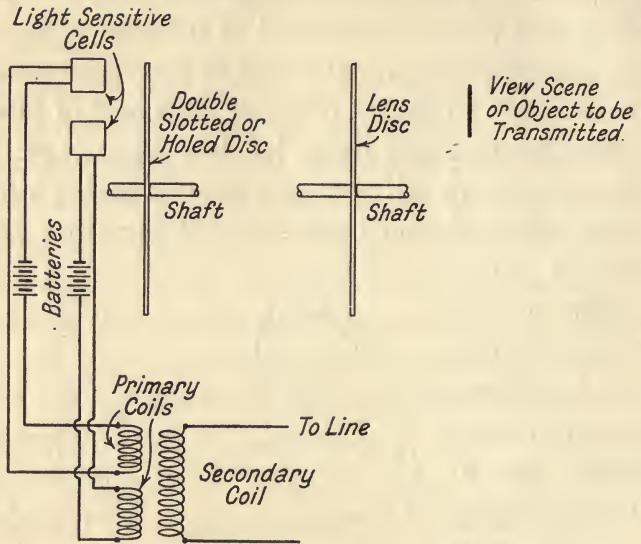 Light Sensitive
Cells
Double
Slotted or
Holed Disc
Lens
Disc
View Scene
or Object to be
Transmitted.
Shaft
Shaft
Batteries
Primary
Coils
To Line
Secondary
Coil